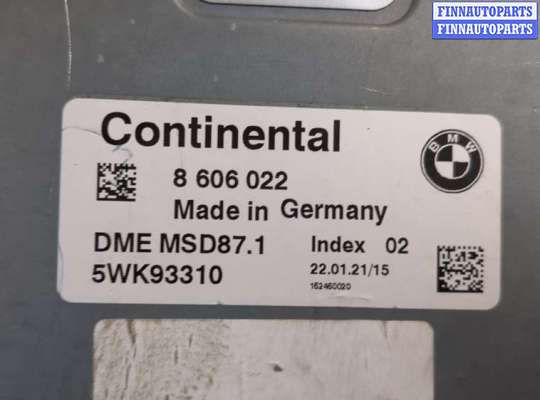 FINNAUTOPARTS
FINNAUTOPARTS
Continental
BMW
8 606 022
Made in Germany
DME MSD87.1 Index 02
5WK93310 22.01.21/15
162460020